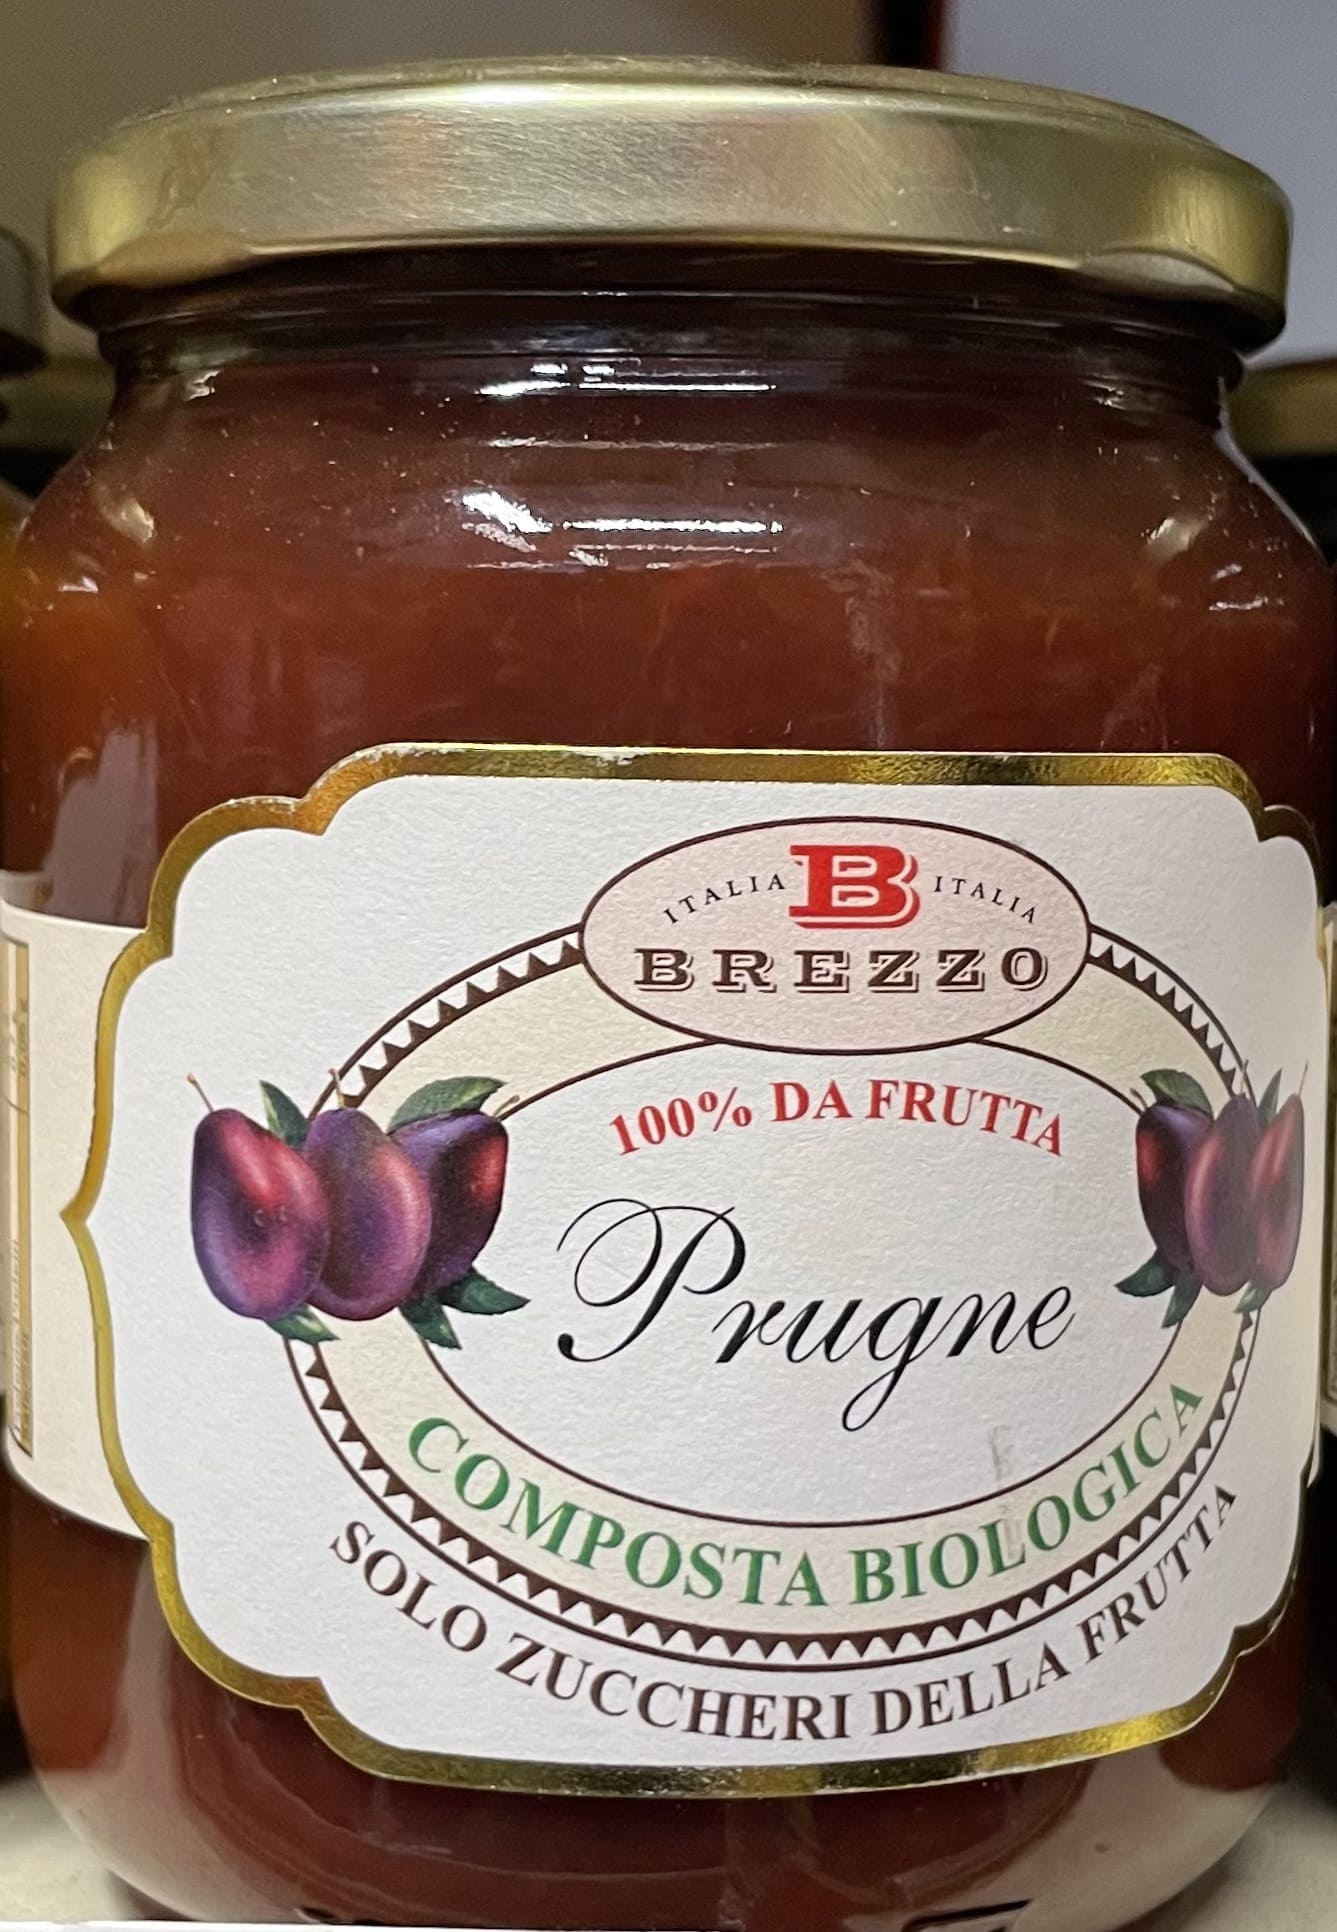 ITALIA B ITALIA
BREZZO
100% DA FRUTTA
Prugne
COMPOSTA BIOLOGICA
SOLO ZUCCHERI DELLA FRUTTA